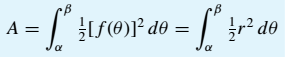 A = ∫_α^β ½[f(θ)]² dθ = ∫_α^β ½r² dθ